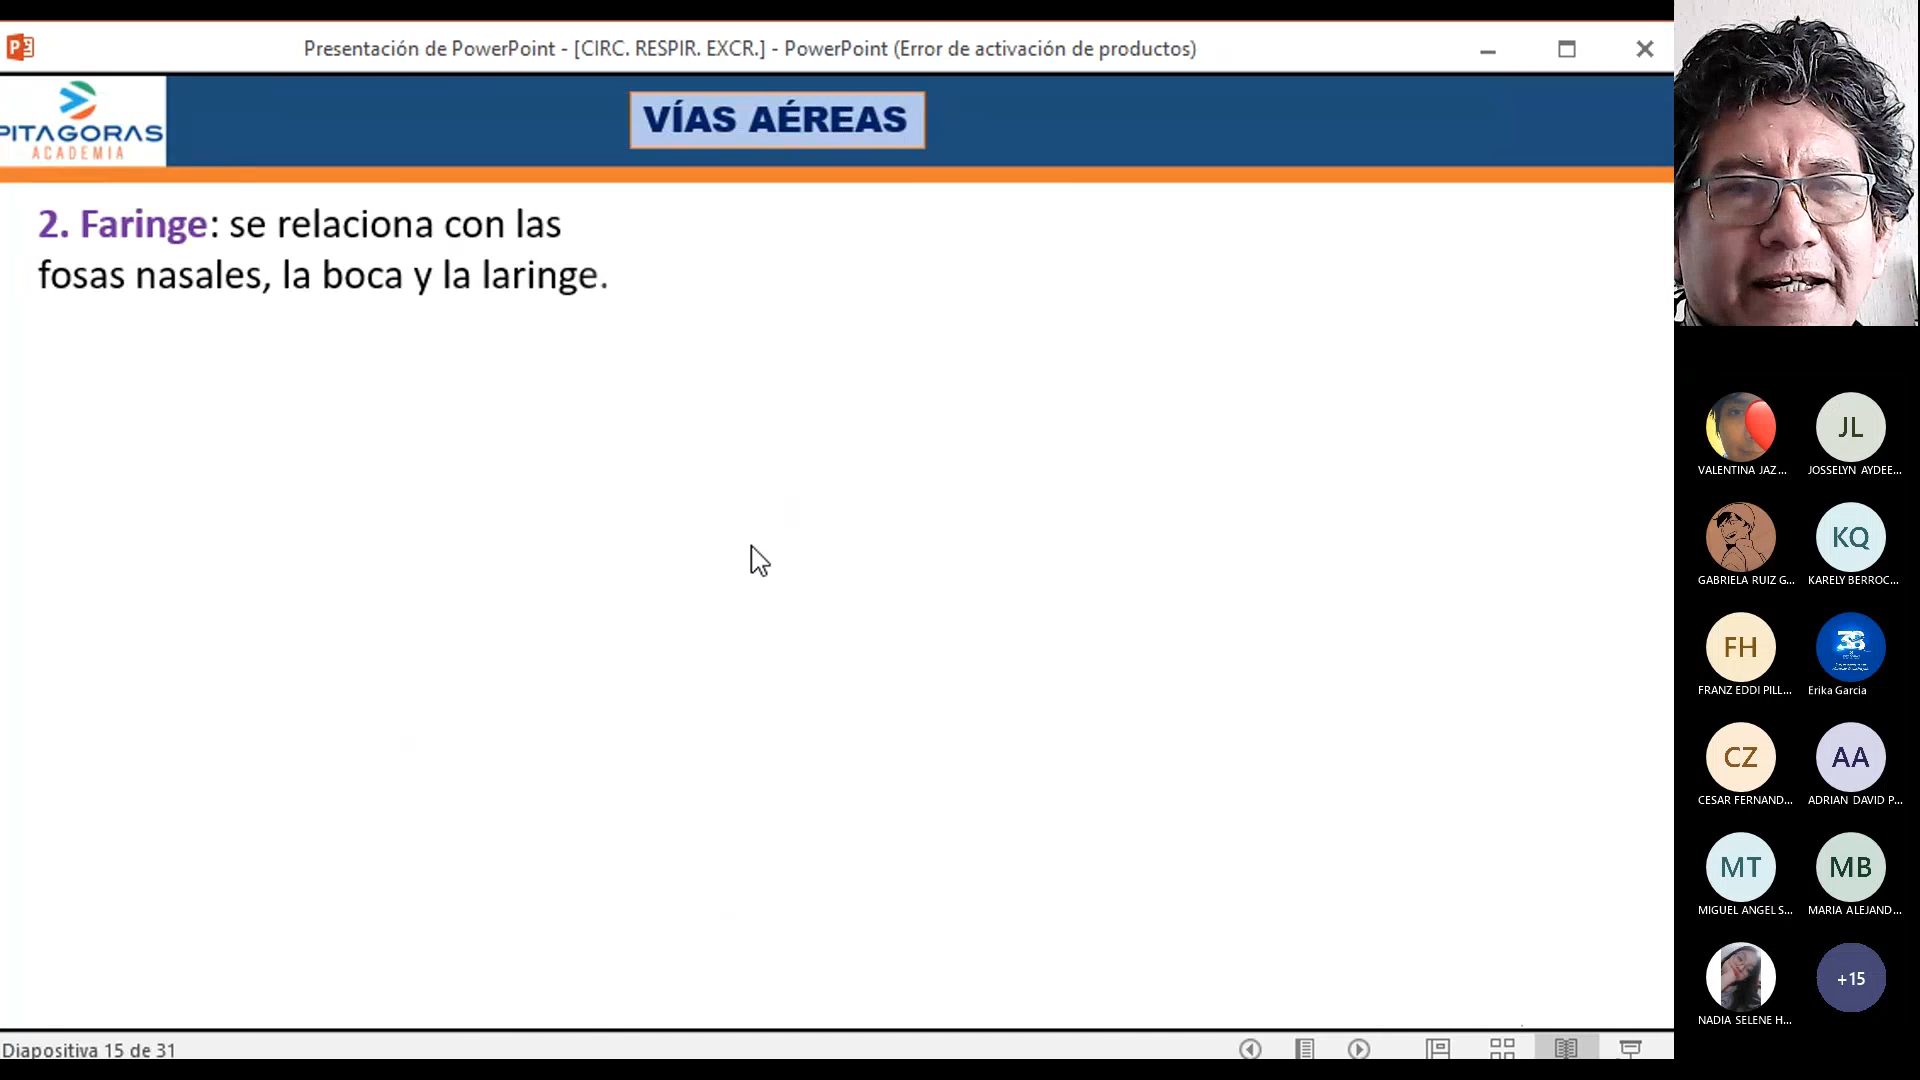 Presentación de PowerPoint - [CIRC. RESPIR. EXCR.] - PowerPoint (Error de activación de productos)
PITAGORAS
ACADEMIA
VÍAS AÉREAS
2. Faringe: se relaciona con las
fosas nasales, la boca y la laringe.
VALENTINA JAZ...
JL
JOSSELYN AYDEE...
GABRIELA RUIZ G...
KQ
KARELY BERROC...
FH
FRANZ EDDI PILL...
38
Erika Garcia
CZ
CESAR FERNAND...
AA
ADRIAN DAVID P...
MT
MIGUEL ANGEL S...
MB
MARIA ALEJAND...
NADIA SELENE H...
+15
Diapositiva 15 de 31